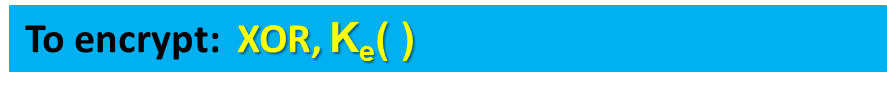 To encrypt: XOR, Kₑ( )